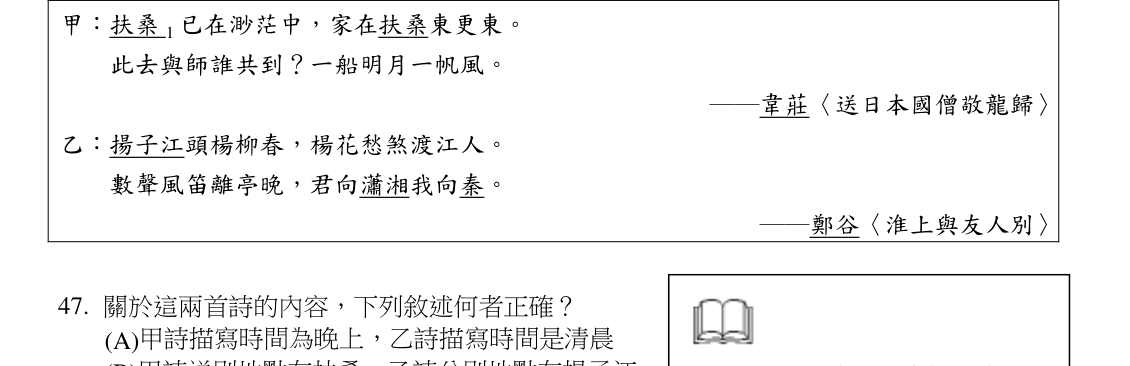 甲：扶桑1已在渺茫中，家在扶桑東更東。
此去與師誰共到？一船明月一帆風。
——韋莊〈送日本國僧敬龍歸〉
乙：揚子江頭楊柳春，楊花愁煞渡江人。
數聲風笛離亭晚，君向瀟湘我向秦。
——鄭谷〈淮上與友人別〉
47. 關於這兩首詩的內容，下列敘述何者正確？
(A)甲詩描寫時間為晚上，乙詩描寫時間是清晨